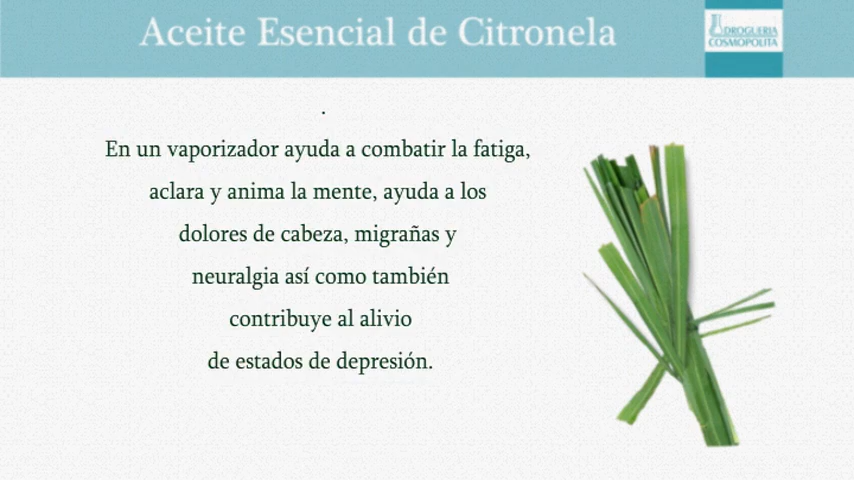 Aceite Esencial de Citronela
DROGUERIA
COSMOPOLITA
.
En un vaporizador ayuda a combatir la fatiga,
aclara y anima la mente, ayuda a los
dolores de cabeza, migrañas y
neuralgia así como también
contribuye al alivio
de estados de depresión.